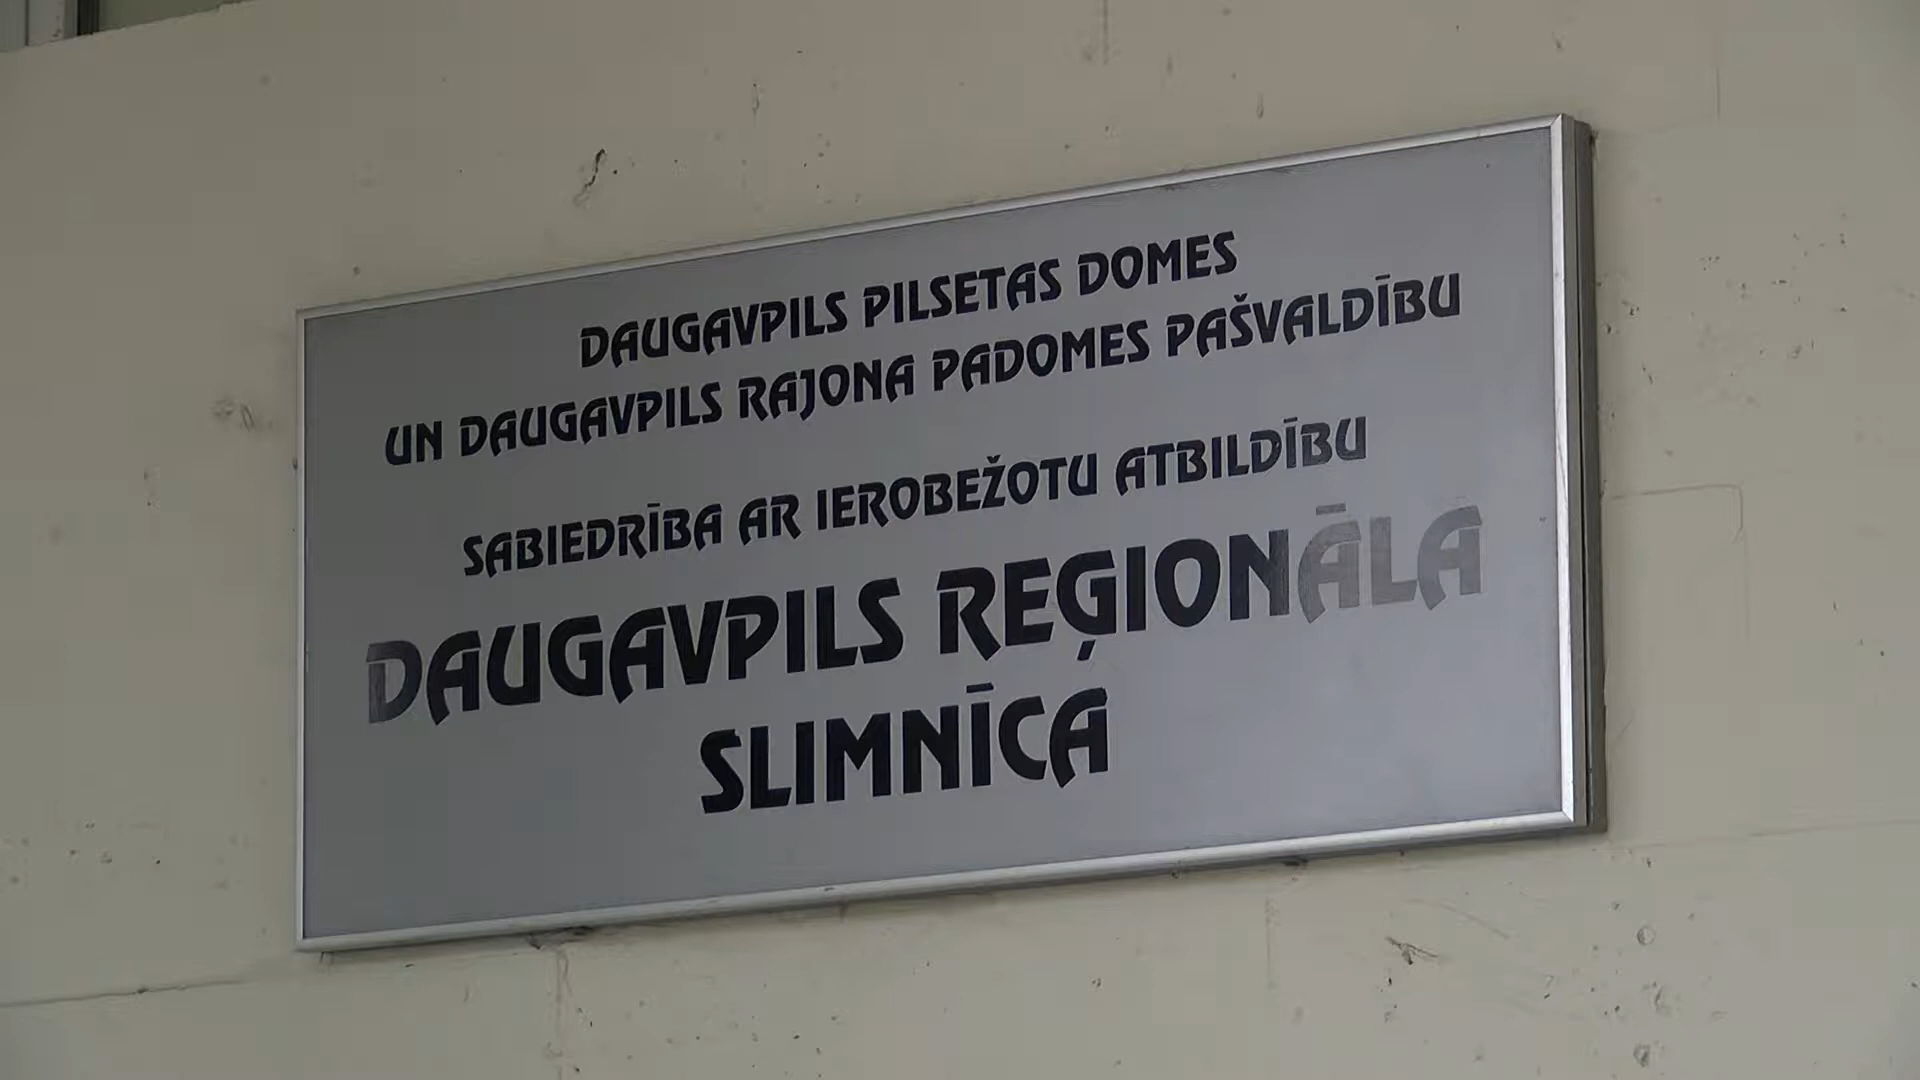 DAUGAVPILS PILSETAS DOMES
UN DAUGAVPILS RAJONA PADOMES PAŠVALDĪBU
SABIEDRĪBA AR IEROBEŽOTU ATBILDĪBU
DAUGAVPILS REĢIONĀLA
SLIMNĪCA